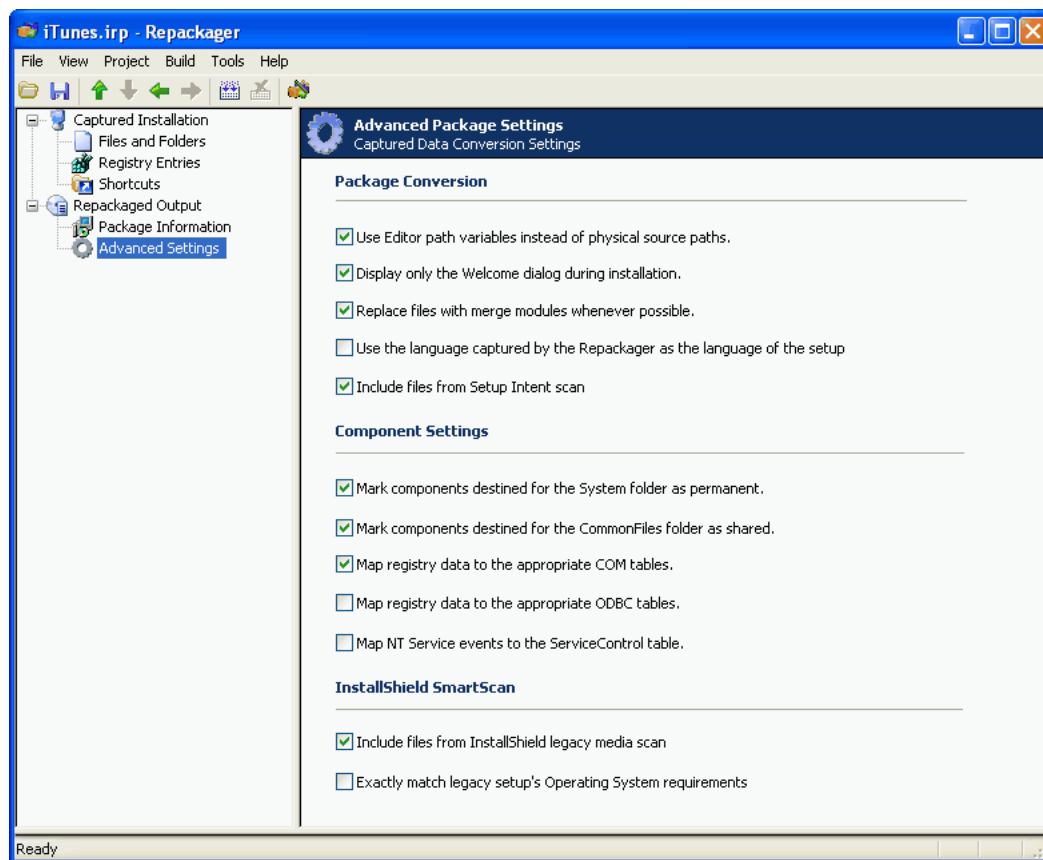 iTunes.irp - Repackager
File View Project Build Tools Help
Captured Installation
Files and Folders
Registry Entries
Shortcuts
Repackaged Output
Package Information
Advanced Settings
Advanced Package Settings
Captured Data Conversion Settings
Package Conversion
Use Editor path variables instead of physical source paths.
Display only the Welcome dialog during installation.
Replace files with merge modules whenever possible.
Use the language captured by the Repackager as the language of the setup
Include files from Setup Intent scan
Component Settings
Mark components destined for the System folder as permanent.
Mark components destined for the CommonFiles folder as shared.
Map registry data to the appropriate COM tables.
Map registry data to the appropriate ODBC tables.
Map NT Service events to the ServiceControl table.
InstallShield SmartScan
Include files from InstallShield legacy media scan
Exactly match legacy setup's Operating System requirements
Ready